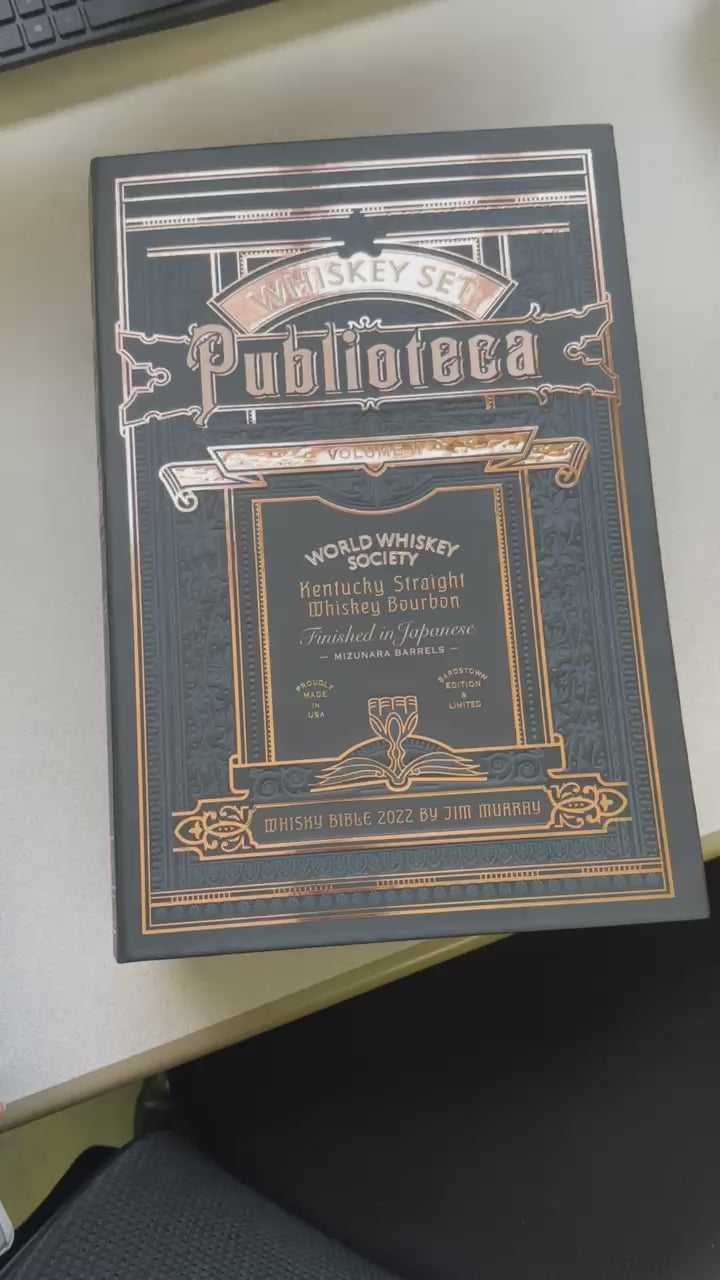 WHISKEY SET
Publioteca
VOLUME
WORLD WHISKEY
SOCIETY
Kentucky Straight
Whiskey Bourbon
Finished in Japanese
— MIZUNARA BARRELS —
PROUDLY
MADE
IN
USA
BARDSTOWN
EDITION
&
LIMITED
WHISKY BIBLE 2022 BY JIM MURRAY